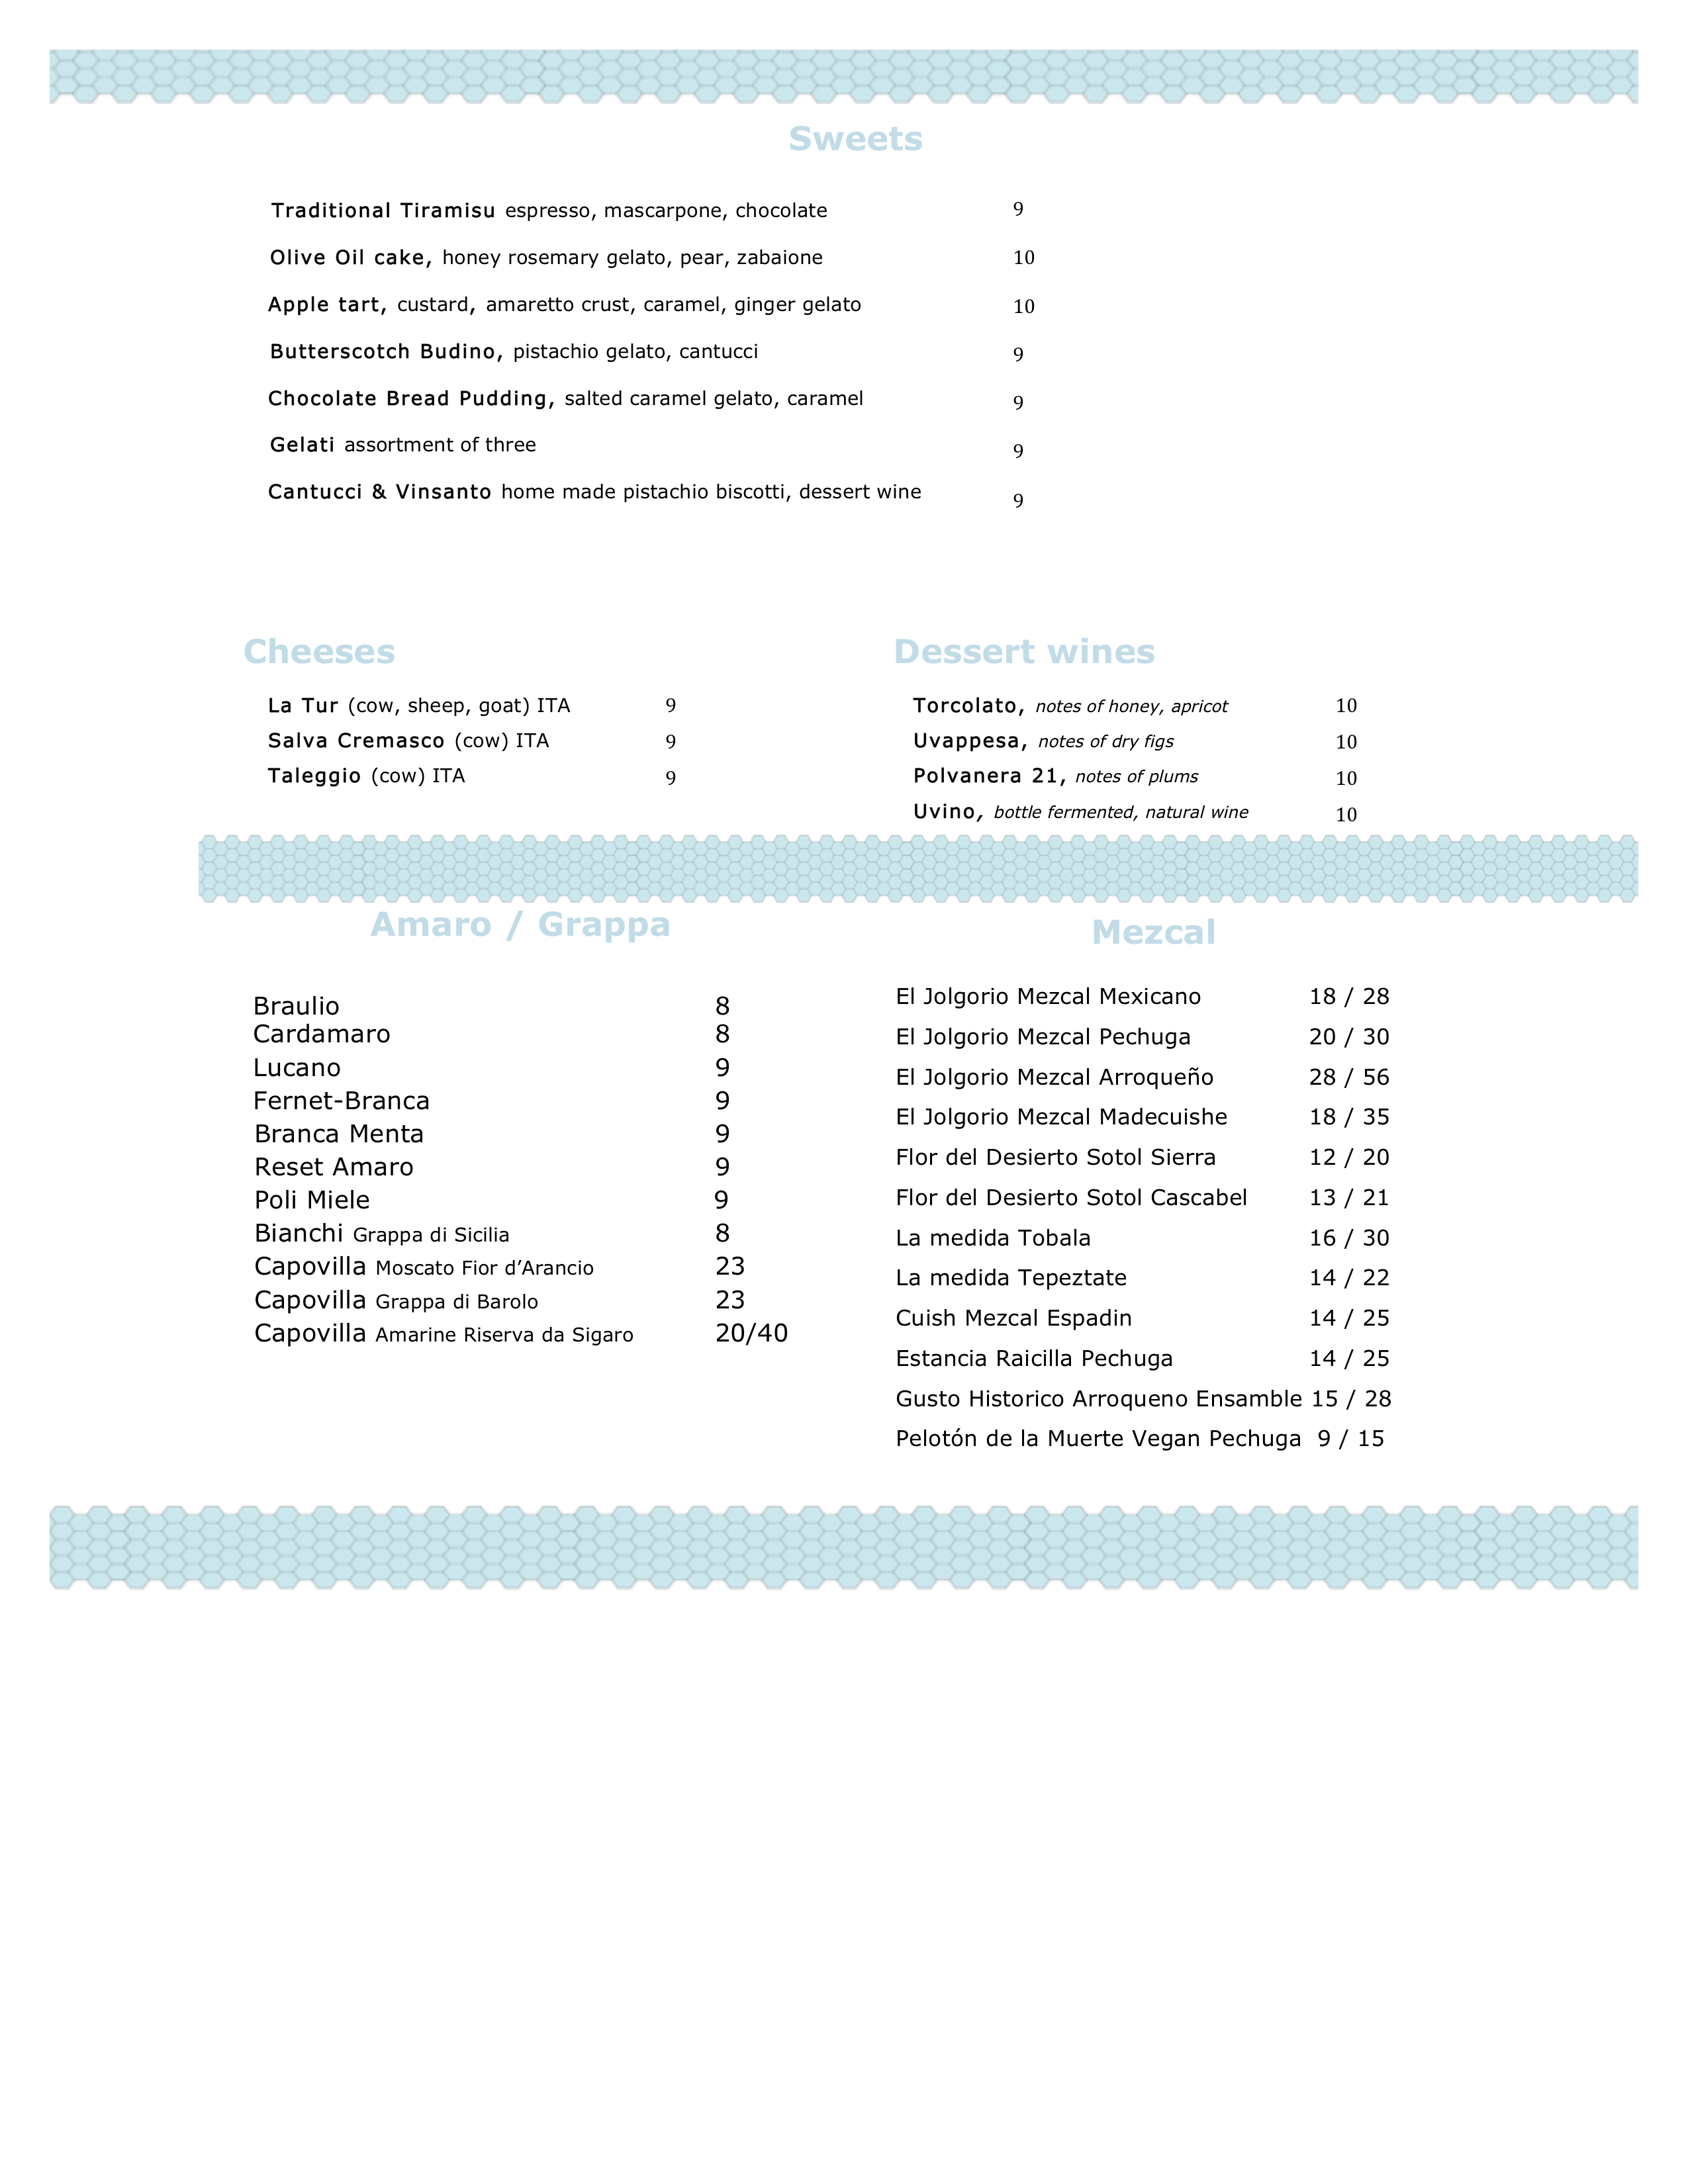 Sweets
Traditional Tiramisu espresso, mascarpone, chocolate 9
Olive Oil cake, honey rosemary gelato, pear, zabaione 10
Apple tart, custard, amaretto crust, caramel, ginger gelato 10
Butterscotch Budino, pistachio gelato, cantucci 9
Chocolate Bread Pudding, salted caramel gelato, caramel 9
Gelati assortment of three 9
Cantucci & Vinsanto home made pistachio biscotti, dessert wine 9
Cheeses
La Tur (cow, sheep, goat) ITA 9
Salva Cremasco (cow) ITA 9
Taleggio (cow) ITA 9
Dessert wines
Torcolato, notes of honey, apricot 10
Uvappesa, notes of dry figs 10
Polvanera 21, notes of plums 10
Uvino, bottle fermented, natural wine 10
Amaro / Grappa
Braulio 8
Cardamaro 8
Lucano 9
Fernet-Branca 9
Branca Menta 9
Reset Amaro 9
Poli Miele 9
Bianchi Grappa di Sicilia 8
Capovilla Moscato Fior d’Arancio 23
Capovilla Grappa di Barolo 23
Capovilla Amarine Riserva da Sigaro 20/40
Mezcal
El Jolgorio Mezcal Mexicano 18 / 28
El Jolgorio Mezcal Pechuga 20 / 30
El Jolgorio Mezcal Arroqueño 28 / 56
El Jolgorio Mezcal Madecuishe 18 / 35
Flor del Desierto Sotol Sierra 12 / 20
Flor del Desierto Sotol Cascabel 13 / 21
La medida Tobala 16 / 30
La medida Tepeztate 14 / 22
Cuish Mezcal Espadin 14 / 25
Estancia Raicilla Pechuga 14 / 25
Gusto Historico Arroqueno Ensamble 15 / 28
Pelotón de la Muerte Vegan Pechuga 9 / 15